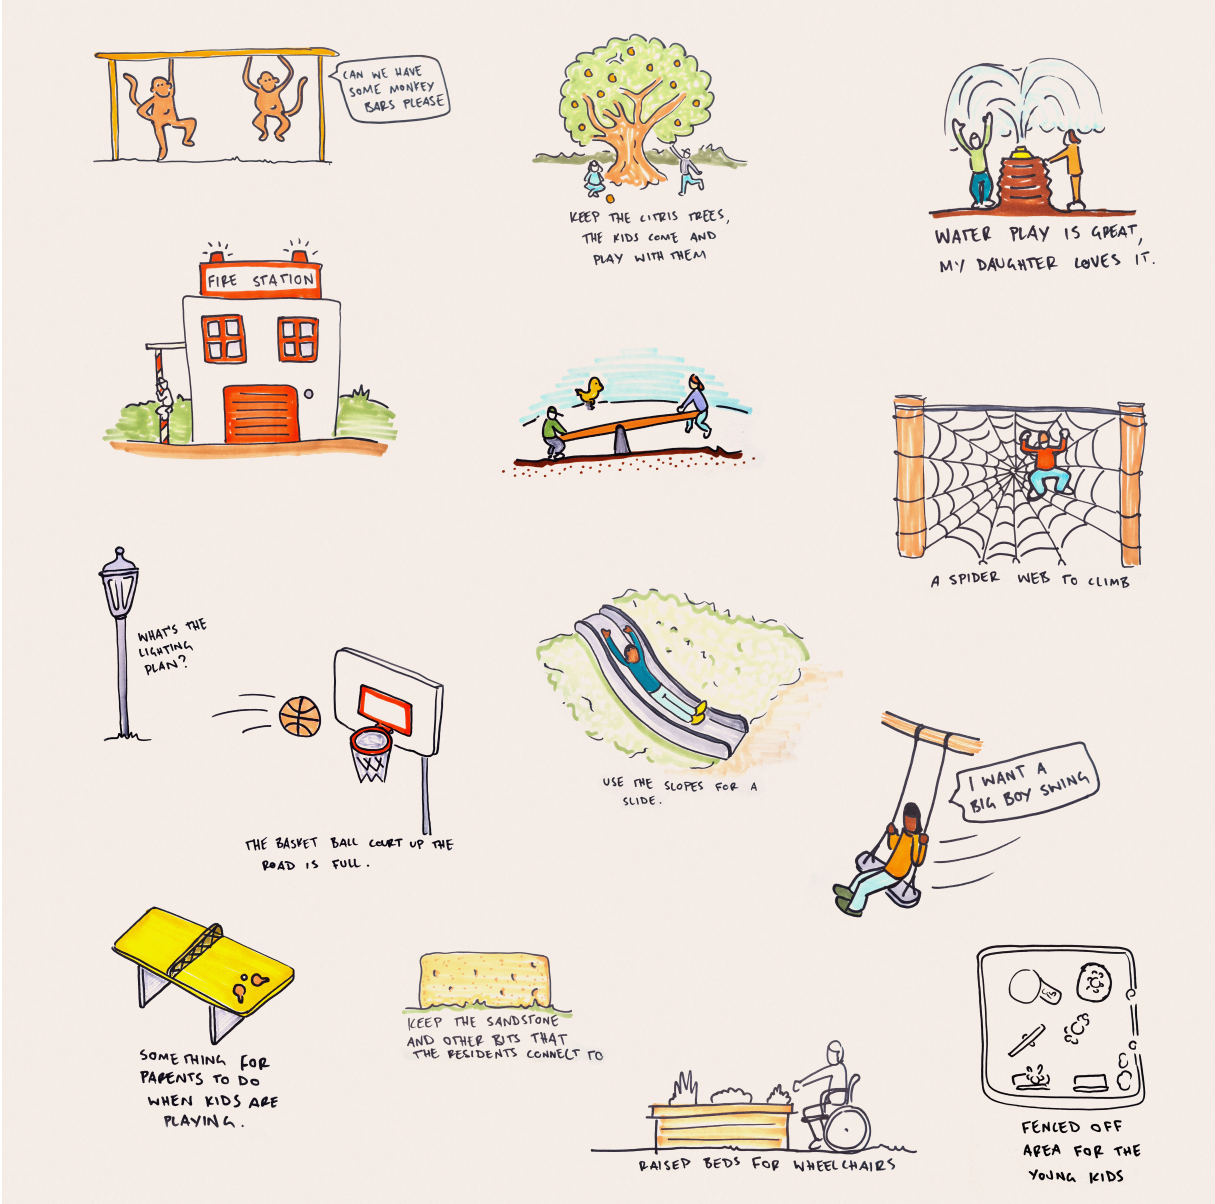 CAN WE HAVE
SOME MONKEY
BARS PLEASE
KEEP THE CITRIS TREES,
THE KIDS COME AND
PLAY WITH THEM
WATER PLAY IS GREAT,
MY DAUGHTER LOVES IT.
FIRE STATION
A SPIDER WEB TO CLIMB
WHAT'S THE
LIGHTING
PLAN?
THE BASKET BALL COURT UP THE
ROAD IS FULL.
USE THE SLOPES FOR A
SLIDE.
I WANT A
BIG BOY SWING
SOMETHING FOR
PARENTS TO DO
WHEN KIDS ARE
PLAYING.
KEEP THE SANDSTONE
AND OTHER BITS THAT
THE RESIDENTS CONNECT TO
RAISED BEDS FOR WHEELCHAIRS
FENCED OFF
AREA FOR THE
YOUNG KIDS